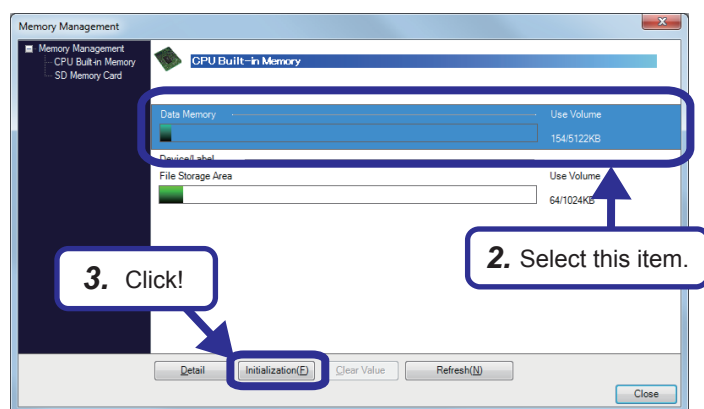 Memory Management
Memory Management
CPU Built-in Memory
SD Memory Card
CPU Built-in Memory
Data Memory
Use Volume
154/5122KB
Device/Label
File Storage Area
Use Volume
64/1024KB
2. Select this item.
3. Click!
Detail
Initialization(F)
Clear Value
Refresh(N)
Close